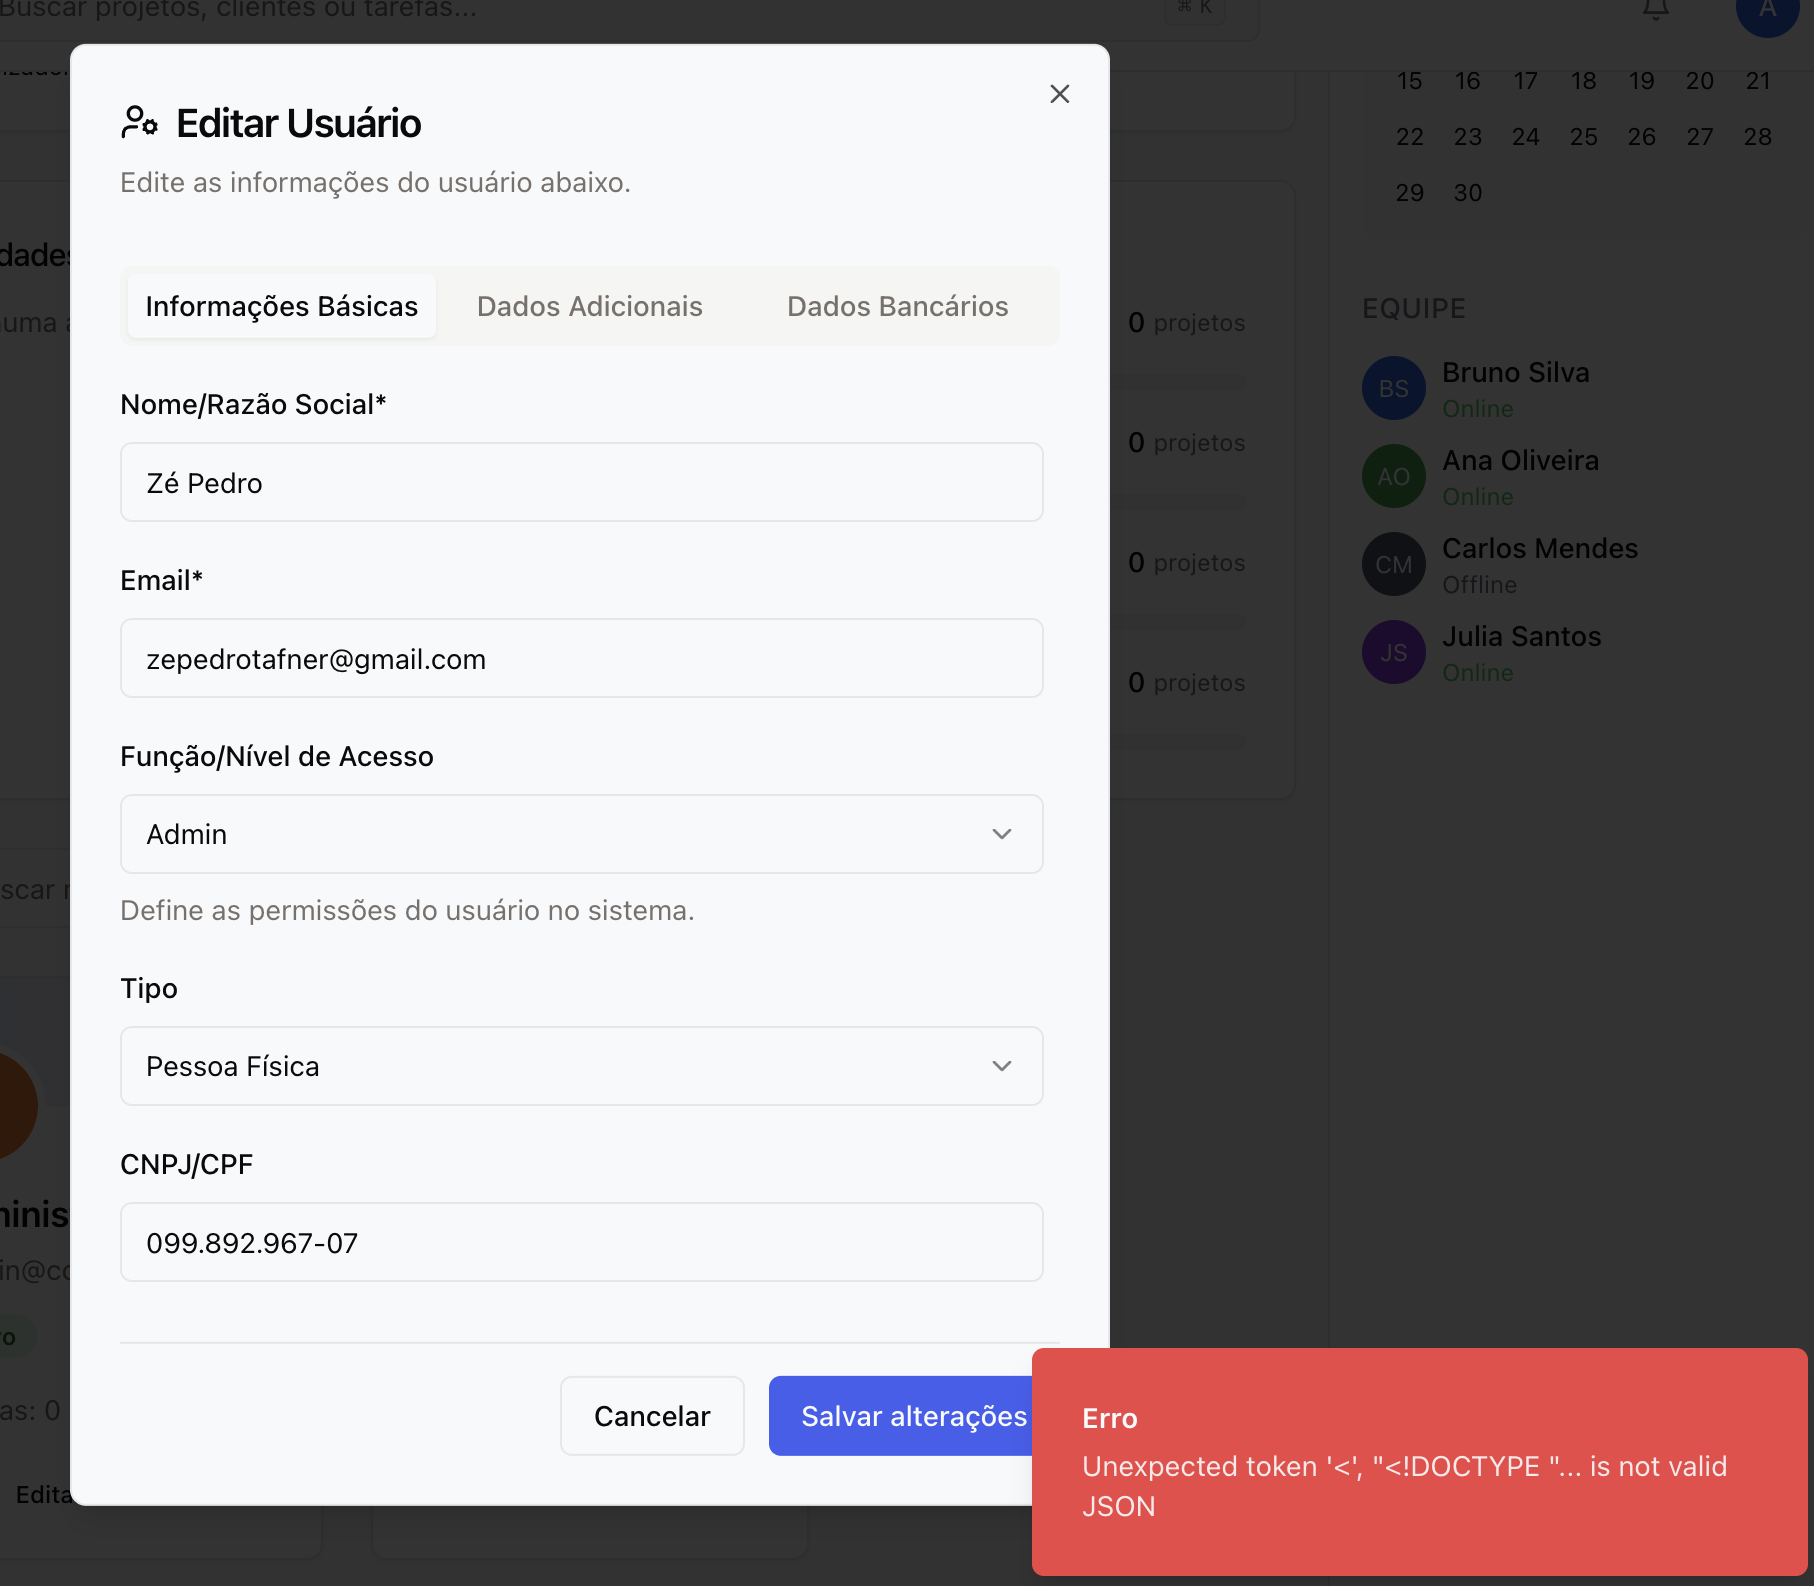 Buscar projetos, clientes ou tarefas...
⌘ K
A
Editar Usuário
Edite as informações do usuário abaixo.
Informações Básicas
Dados Adicionais
Dados Bancários
Nome/Razão Social*
Zé Pedro
Email*
zepedrotafner@gmail.com
Função/Nível de Acesso
Admin
Define as permissões do usuário no sistema.
Tipo
Pessoa Física
CNPJ/CPF
099.892.967-07
Cancelar
Salvar alterações
0 projetos
0 projetos
0 projetos
0 projetos
15 16 17 18 19 20 21
22 23 24 25 26 27 28
29 30
EQUIPE
BS
Bruno Silva
Online
AO
Ana Oliveira
Online
CM
Carlos Mendes
Offline
JS
Julia Santos
Online
as: 0
Edita
Erro
Unexpected token '<', "<!DOCTYPE "... is not valid
JSON